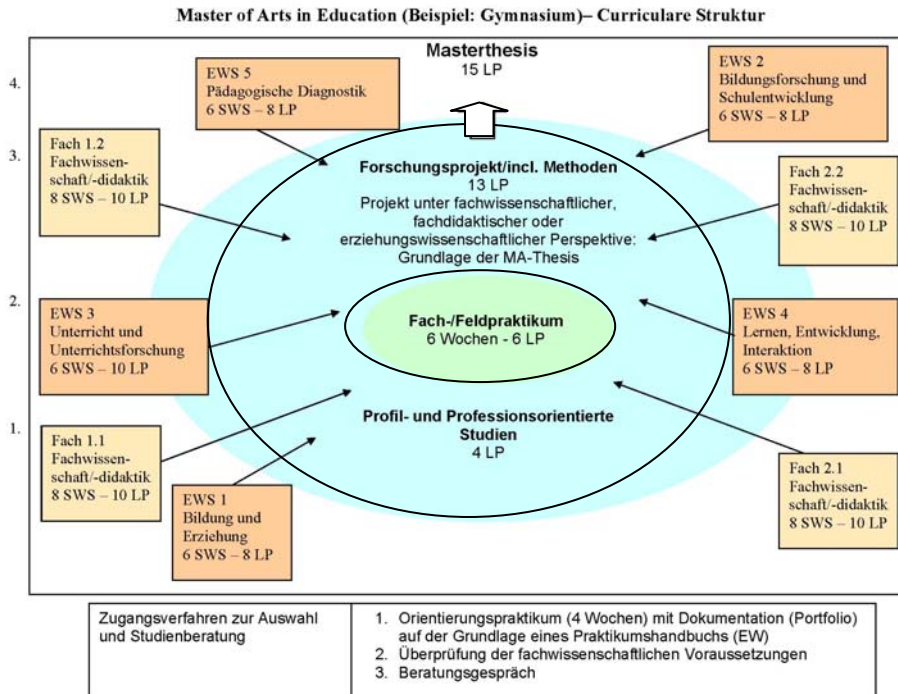 Master of Arts in Education (Beispiel: Gymnasium)– Curriculare Struktur
Masterthesis
15 LP
4.
EWS 5
Pädagogische Diagnostik
6 SWS – 8 LP
EWS 2
Bildungsforschung und
Schulentwicklung
6 SWS – 8 LP
3.
Fach 1.2
Fachwissen-
schaft/-didaktik
8 SWS – 10 LP
Forschungsprojekt/incl. Methoden
13 LP
Projekt unter fachwissenschaftlicher,
fachdidaktischer oder
erziehungswissenschaftlicher Perspektive:
Grundlage der MA-Thesis
Fach 2.2
Fachwissen-
schaft/-didaktik
8 SWS – 10 LP
2.
EWS 3
Unterricht und
Unterrichtsforschung
6 SWS – 10 LP
Fach-/Feldpraktikum
6 Wochen - 6 LP
EWS 4
Lernen, Entwicklung,
Interaktion
6 SWS – 8 LP
1.
Fach 1.1
Fachwissen-
schaft/-didaktik
8 SWS – 10 LP
Profil- und Professionsorientierte
Studien
4 LP
Fach 2.1
Fachwissen-
schaft/-didaktik
8 SWS – 10 LP
EWS 1
Bildung und
Erziehung
6 SWS – 8 LP
Zugangsverfahren zur Auswahl
und Studienberatung
1. Orientierungspraktikum (4 Wochen) mit Dokumentation (Portfolio)
auf der Grundlage eines Praktikumshandbuchs (EW)
2. Überprüfung der fachwissenschaftlichen Voraussetzungen
3. Beratungsgespräch